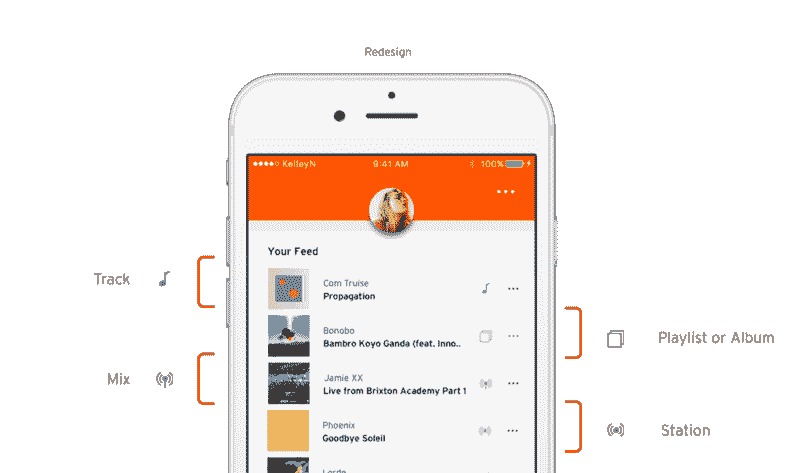 Redesign
KelleyN 9:41 AM 100%
Your Feed
Track
Com Truise
Propagation
Bonobo
Bambro Koyo Ganda (feat. Inno..
Playlist or Album
Mix
Jamie XX
Live from Brixton Academy Part 1
Phoenix
Goodbye Soleil
Station
Lorde